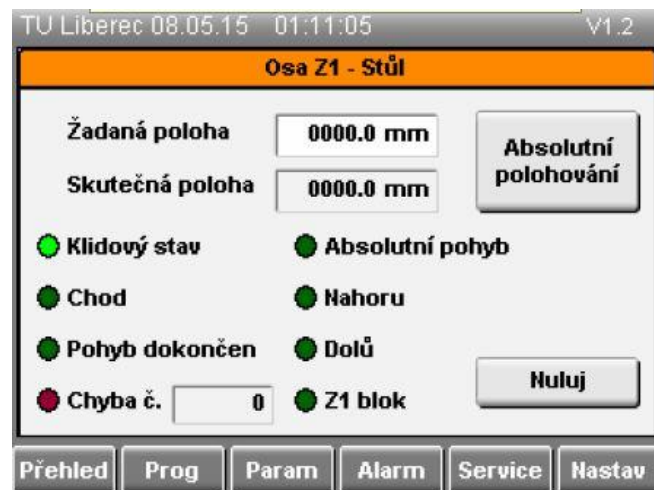 TU Liberec 08.05.15 01:11:05 V1.2
Osa Z1 - Stůl
Žadaná poloha 0000.0 mm
Skutečná poloha 0000.0 mm
Absolutní
polohování
Klidový stav Absolutní pohyb
Chod Nahoru
Pohyb dokončen Dolů
Chyba č. 0 Z1 blok
Nuluj
Přehled Prog Param Alarm Service Nastav